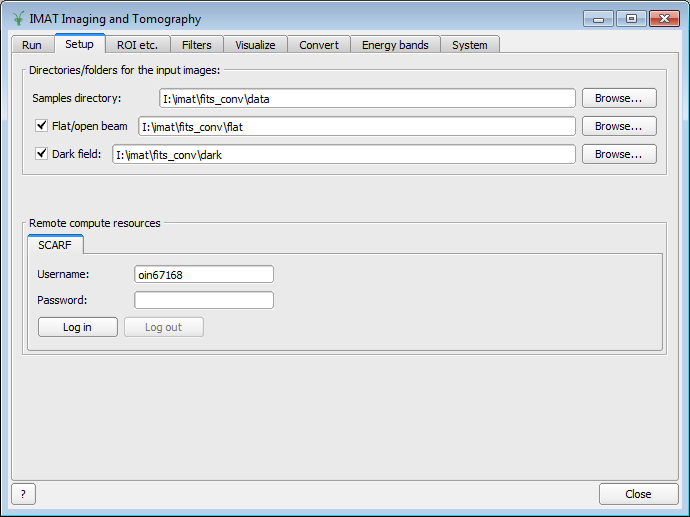 IMAT Imaging and Tomography
Run Setup ROI etc. Filters Visualize Convert Energy bands System
Directories/folders for the input images:
Samples directory: I:\imat\fits_conv\data Browse...
Flat/open beam I:\imat\fits_conv\flat Browse...
Dark field: I:\imat\fits_conv\dark Browse...
Remote compute resources
SCARF
Username: oin67168
Password:
Log in Log out
? Close